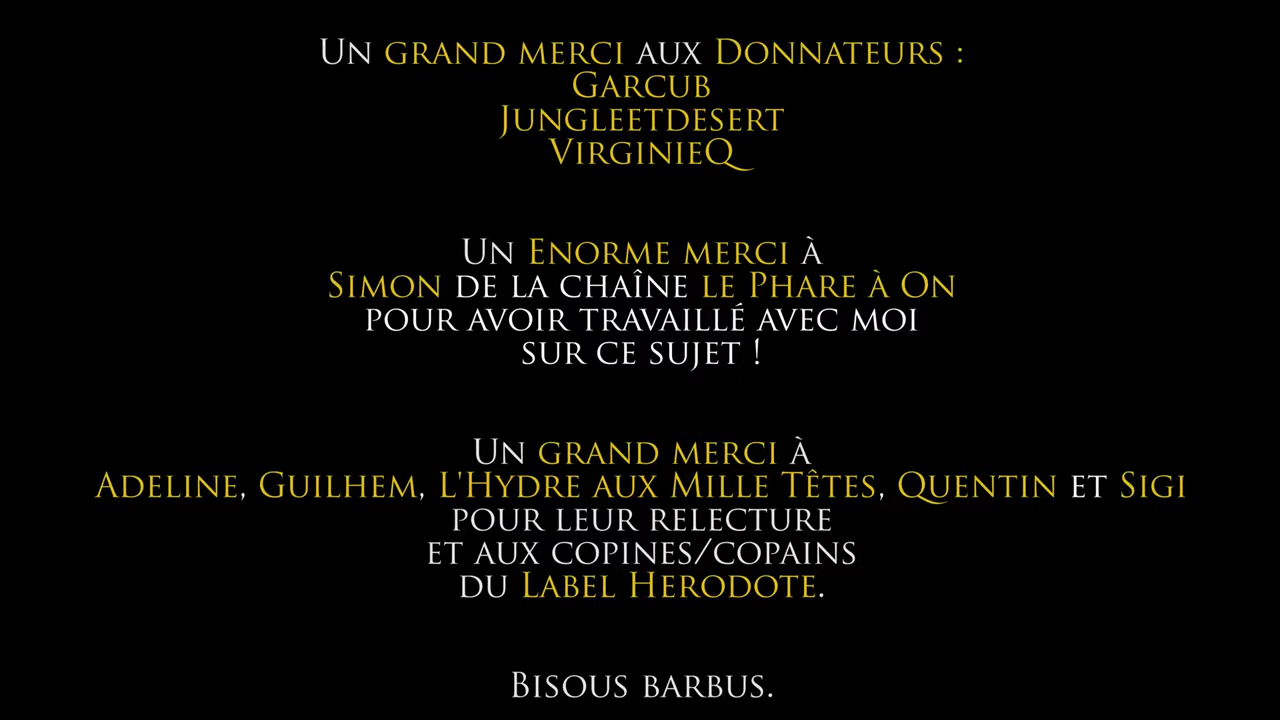 Un grand merci aux Donnateurs :
Garcub
Jungleetdesert
VirginieQ
Un Enorme merci à
Simon de la chaîne le Phare à On
pour avoir travaillé avec moi
sur ce sujet !
Un grand merci à
Adeline, Guilhem, L'Hydre aux Mille Têtes, Quentin et Sigi
pour leur relecture
et aux copines/copains
du Label Herodote.
Bisous barbus.